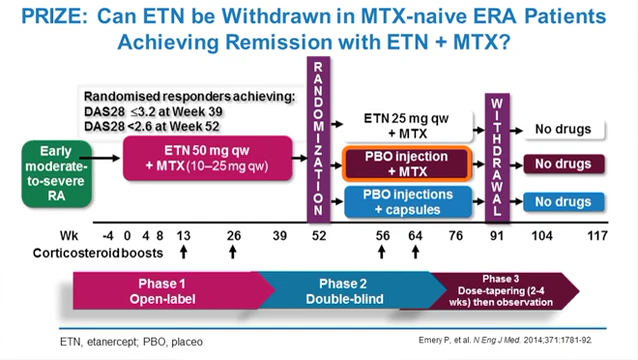 PRIZE: Can ETN be Withdrawn in MTX-naive ERA Patients
Achieving Remission with ETN + MTX?
Randomised responders achieving:
DAS28 ≤3.2 at Week 39
DAS28 <2.6 at Week 52
Early
moderate-
to-severe
RA
ETN 50 mg qw
+ MTX (10–25 mg qw)
RANDOMIZATION
ETN 25 mg qw
+ MTX
PBO injection
+ MTX
PBO injections
+ capsules
WITHDRAWAL
No drugs
No drugs
No drugs
Wk -4 0 4 8 13 26 39 52 56 64 76 91 104 117
Corticosteroid boosts
Phase 1
Open-label
Phase 2
Double-blind
Phase 3
Dose-tapering (2-4
wks) then observation
ETN, etanercept; PBO, placeo
Emery P, et al. N Eng J Med. 2014;371:1781-92.